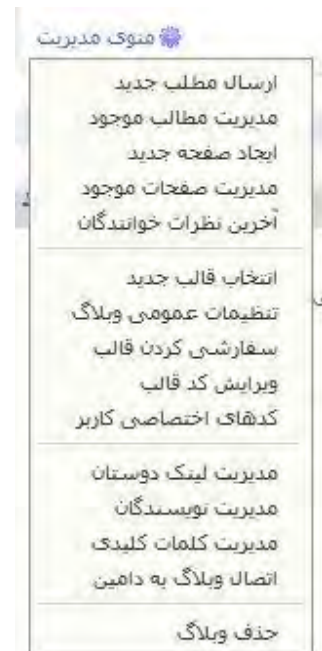 منوی مدیریت
ارسال مطلب جدید
مدیریت مطالب موجود
ایجاد صفحه جدید
مدیریت صفحات موجود
آخرین نظرات خوانندگان
انتخاب قالب جدید
تنظیمات عمومی وبلاگ
سفارشی کردن قالب
ویرایش کد قالب
کدهای اختصاصی کاربر
مدیریت لینک دوستان
مدیریت نویسندگان
مدیریت کلمات کلیدی
اتصال وبلاگ به دامین
حذف وبلاگ